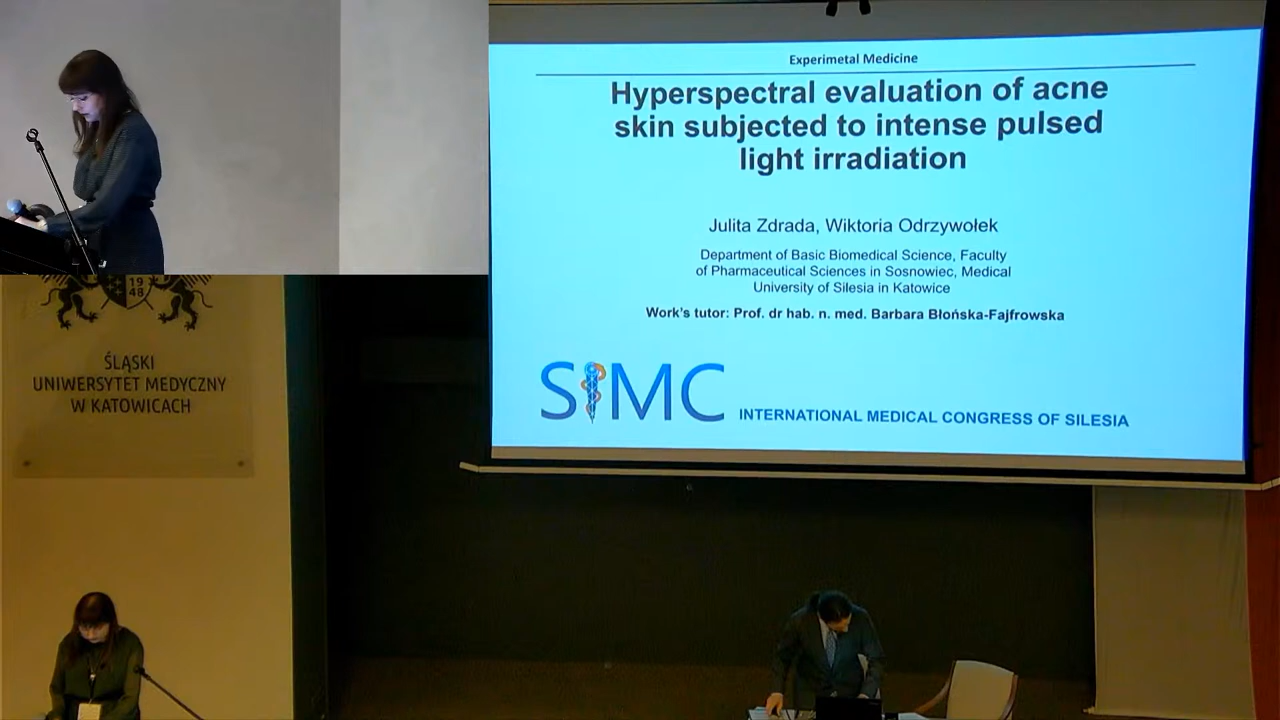 Experimetal Medicine
Hyperspectral evaluation of acne
skin subjected to intense pulsed
light irradiation
Julita Zdrada, Wiktoria Odrzywołek
Department of Basic Biomedical Science, Faculty
of Pharmaceutical Sciences in Sosnowiec, Medical
University of Silesia in Katowice
Work's tutor: Prof. dr hab. n. med. Barbara Błońska-Fajfrowska
SIMC
INTERNATIONAL MEDICAL CONGRESS OF SILESIA
19
48
ŚLĄSKI
UNIWERSYTET MEDYCZNY
W KATOWICACH